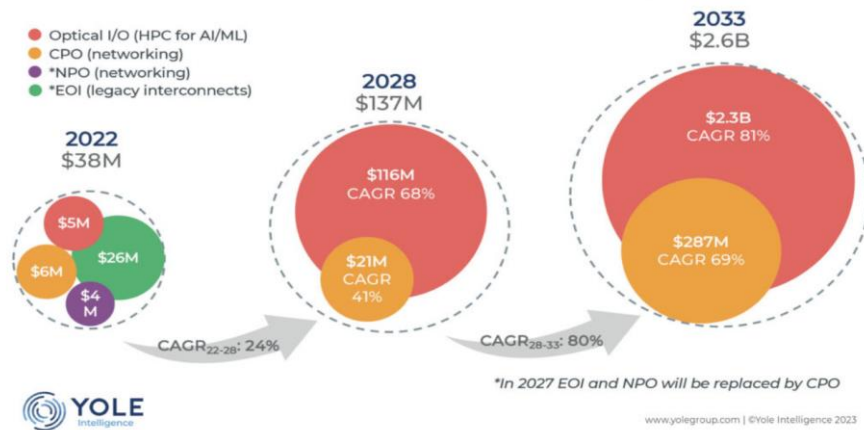 Optical I/O (HPC for AI/ML)
CPO (networking)
*NPO (networking)
*EOI (legacy interconnects)
2022
$38M
$5M
$26M
$6M
$4
M
CAGR22-28: 24%
2028
$137M
$116M
CAGR 68%
$21M
CAGR
41%
CAGR28-33: 80%
2033
$2.6B
$2.3B
CAGR 81%
$287M
CAGR 69%
*In 2027 EOI and NPO will be replaced by CPO
YOLE
Intelligence
www.yolegroup.com | ©Yole Intelligence 2023